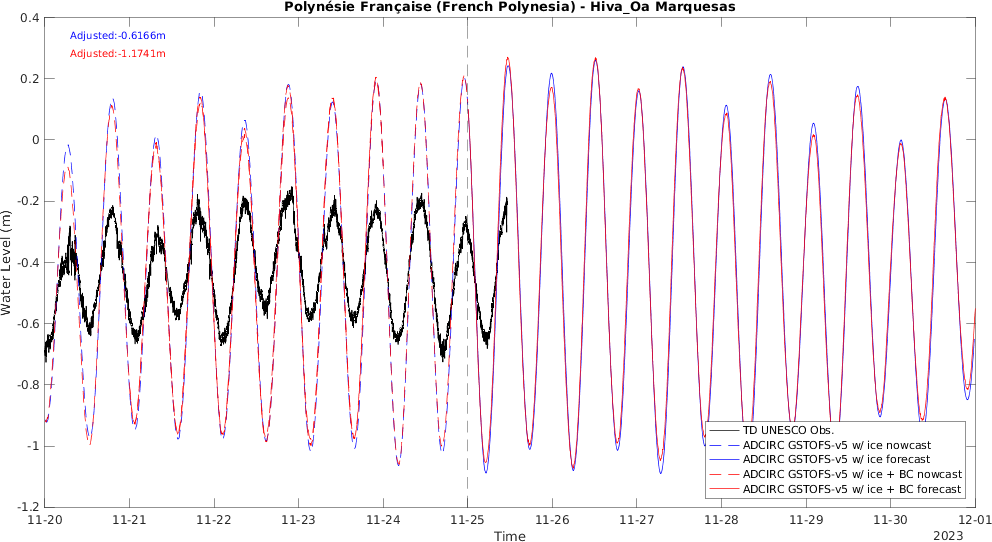 Polynésie Française (French Polynesia) - Hiva_Oa Marquesas
Adjusted:-0.6166m
Adjusted:-1.1741m
0.4
0.2
0
-0.2
-0.4
-0.6
-0.8
-1
-1.2
Water Level (m)
TD UNESCO Obs.
ADCIRC GSTOFS-v5 w/ ice nowcast
ADCIRC GSTOFS-v5 w/ ice forecast
ADCIRC GSTOFS-v5 w/ ice + BC nowcast
ADCIRC GSTOFS-v5 w/ ice + BC forecast
11-20 11-21 11-22 11-23 11-24 11-25 11-26 11-27 11-28 11-29 11-30 12-01
Time
2023